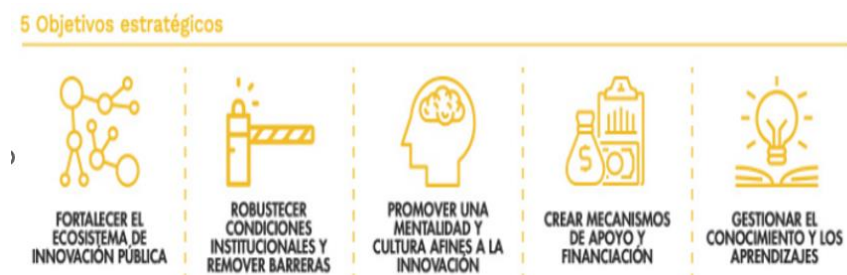 5 Objetivos estratégicos
FORTALECER EL
ECOSISTEMA DE
INNOVACIÓN PÚBLICA
ROBUSTECER
CONDICIONES
INSTITUCIONALES Y
REMOVER BARRERAS
PROMOVER UNA
MENTALIDAD Y
CULTURA AFINES A LA
INNOVACIÓN
CREAR MECANISMOS
DE APOYO Y
FINANCIACIÓN
GESTIONAR EL
CONOCIMIENTO Y LOS
APRENDIZAJES